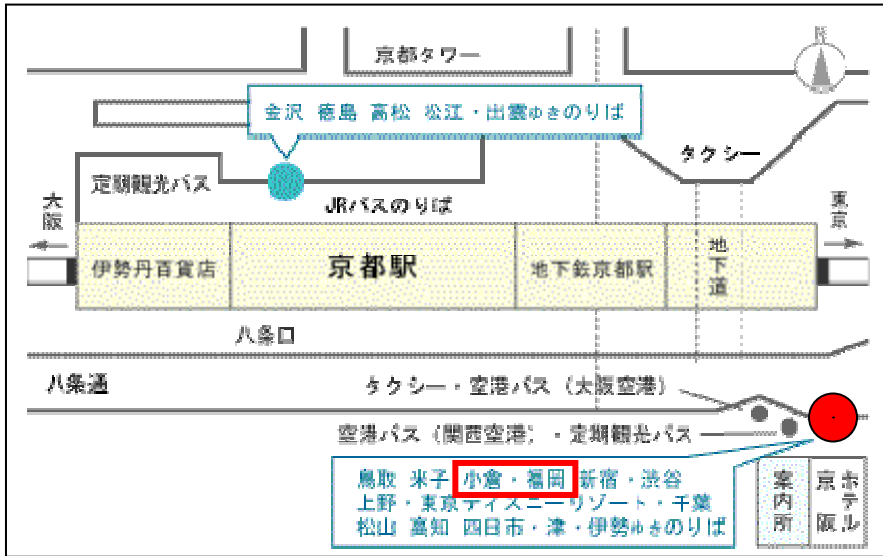 京都タワー
金沢 徳島 高松 松江・出雲ゆきのりば
タクシー
定期観光バス
JRバスのりば
大阪
東京
伊勢丹百貨店
京都駅
地下鉄京都駅
地下道
八条口
八条通
タクシー・空港バス（大阪空港）
空港バス（関西空港）・定期観光バス
鳥取 米子 小倉・福岡 新宿・渋谷
上野・東京ディズニーリゾート・千葉
松山 高知 四日市・津・伊勢ゆきのりば
案内所
ホテル
京阪